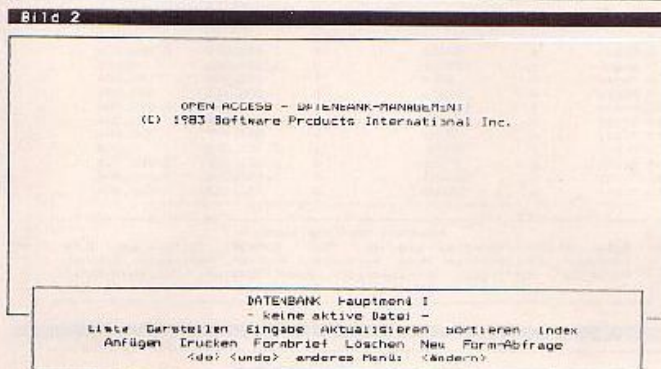 Bild 2
OPEN ACCESS - DATENBANK-MANAGEMENT
(C) 1983 Software Products International Inc.
DATENBANK Hauptmenü I
- keine aktive Datei -
Liste Darstellen Eingabe Aktualisieren Sortieren Index
Anfügen Drucken Formbrief Löschen Neu Form-Abfrage
<do> <undo> anderes Menü: <ändern>